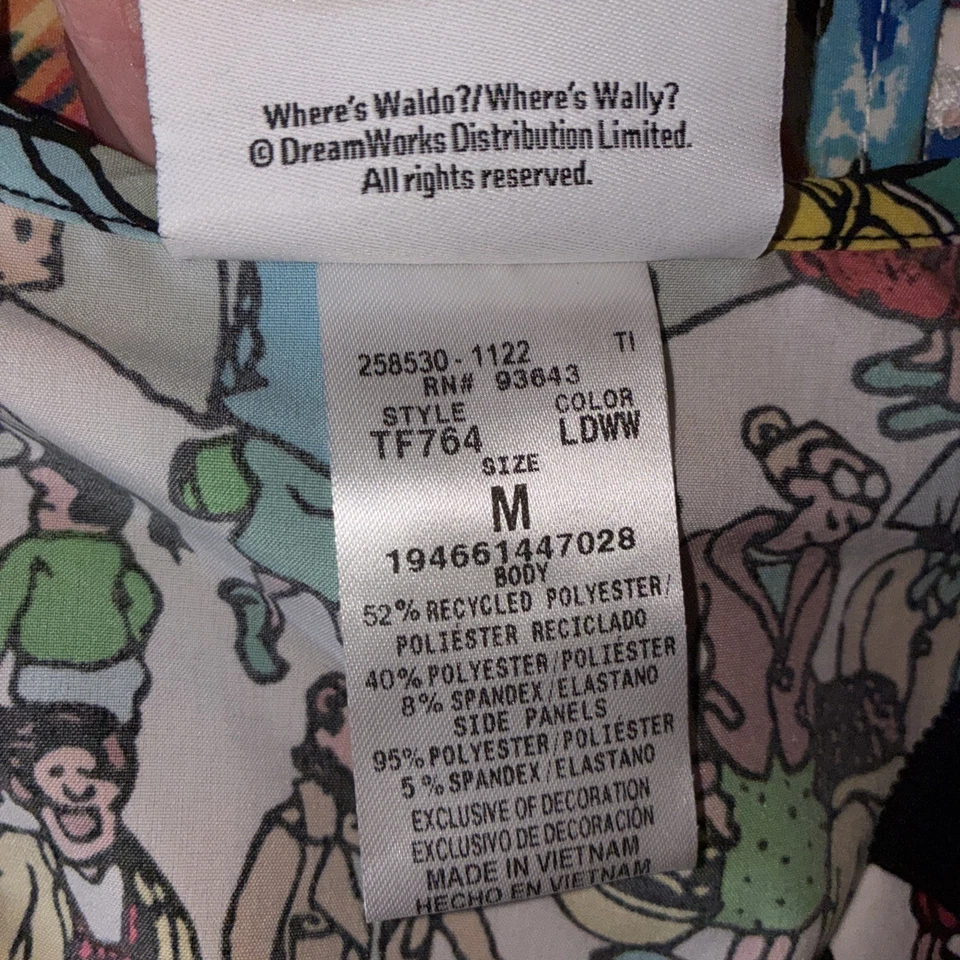 Where's Waldo?/Where's Wally?
© DreamWorks Distribution Limited.
All rights reserved.
258530-1122 TI
RN# 93643
STYLE COLOR
TF764 LDWW
SIZE
M
194661447028
BODY
52% RECYCLED POLYESTER/
POLIÉSTER RECICLADO
40% POLYESTER/POLIÉSTER
8% SPANDEX/ELASTANO
SIDE PANELS
95% POLYESTER/POLIÉSTER
5% SPANDEX/ELASTANO
EXCLUSIVE OF DECORATION
EXCLUSIVO DE DECORACIÓN
MADE IN VIETNAM
HECHO EN VIETNAM